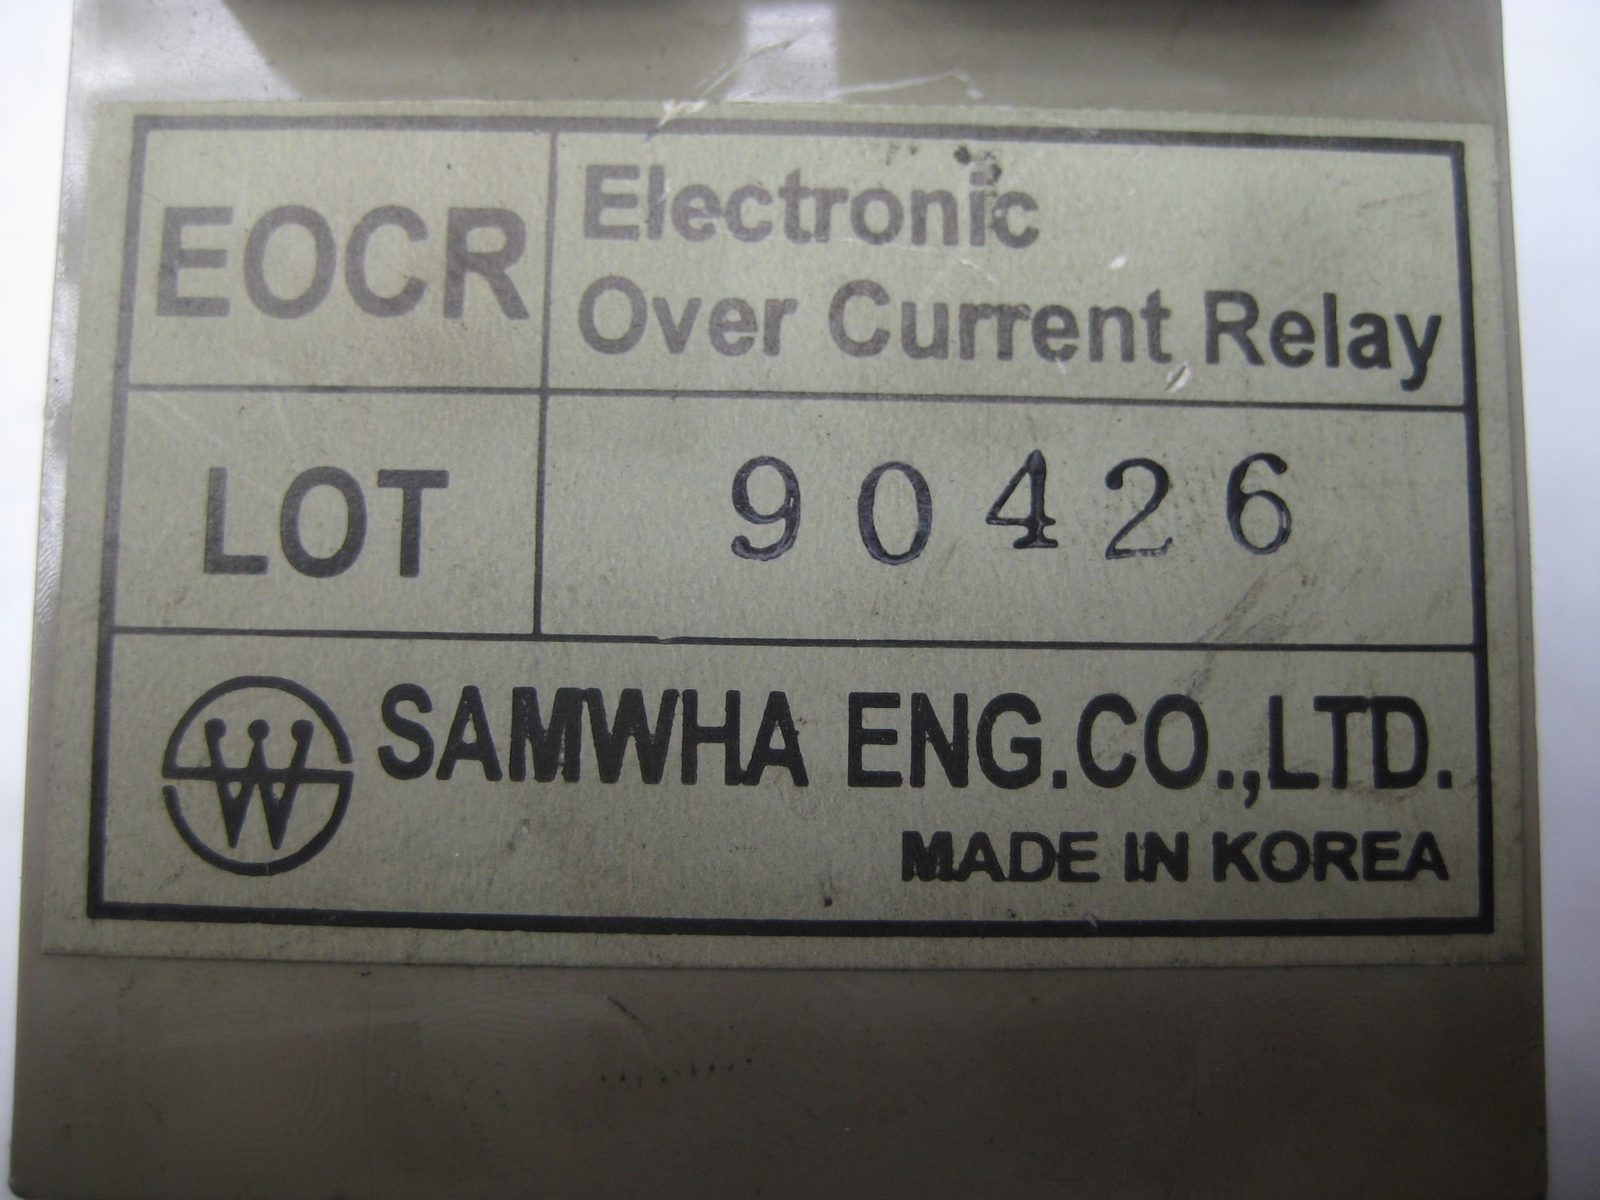 EOCR
Electronic
Over Current Relay
LOT
90426
SAMWHA ENG.CO.,LTD.
MADE IN KOREA